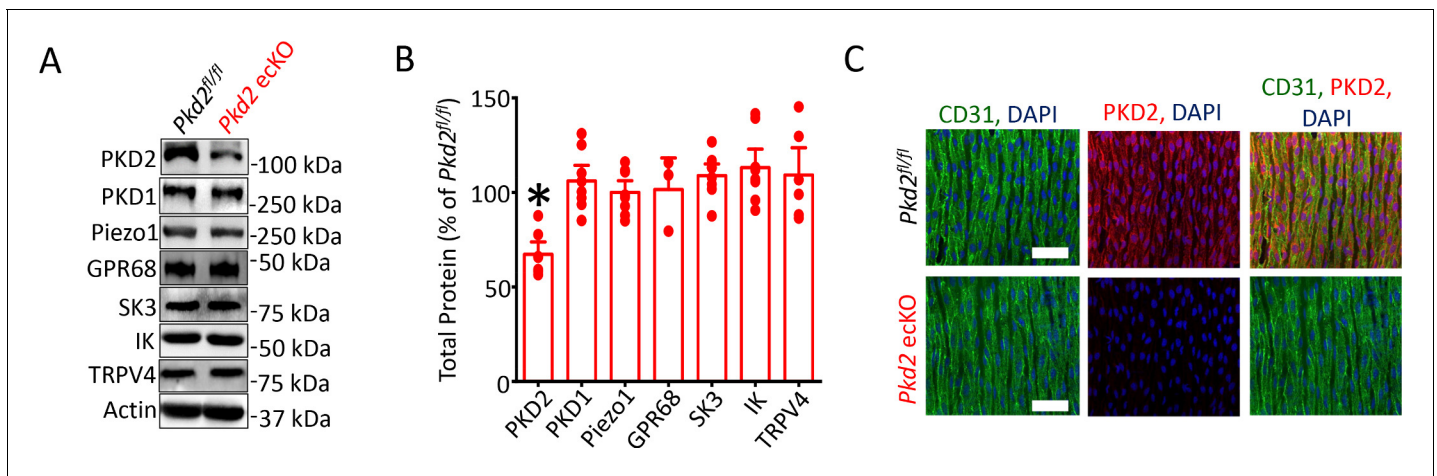 A
Pkd2fl/fl
Pkd2 ecKO
PKD2
-100 kDa
PKD1
-250 kDa
Piezo1
-250 kDa
GPR68
-50 kDa
SK3
-75 kDa
IK
-50 kDa
TRPV4
-75 kDa
Actin
-37 kDa
B
Total Protein (% of Pkd2fl/fl)
150
100
50
0
*
PKD2
PKD1
Piezo1
GPR68
SK3
IK
TRPV4
C
CD31, DAPI
PKD2, DAPI
CD31, PKD2,
DAPI
Pkd2fl/fl
Pkd2 ecKO